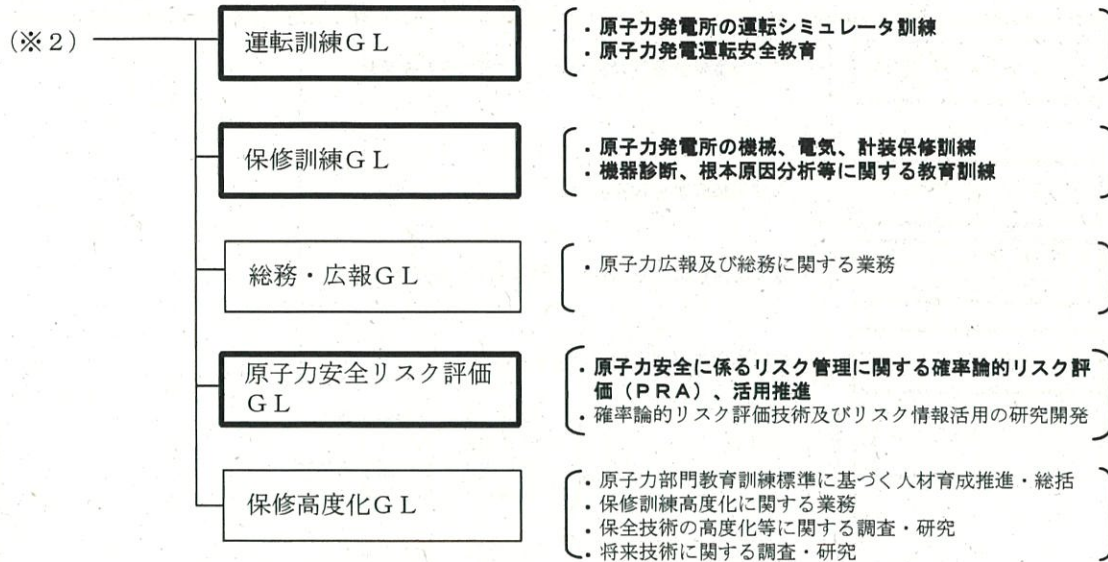 (※２)
運転訓練ＧＬ
・原子力発電所の運転シミュレータ訓練
・原子力発電運転安全教育
保修訓練ＧＬ
・原子力発電所の機械、電気、計装保修訓練
・機器診断、根本原因分析等に関する教育訓練
総務・広報ＧＬ
・原子力広報及び総務に関する業務
原子力安全リスク評価
ＧＬ
・原子力安全に係るリスク管理に関する確率論的リスク評
価（ＰＲＡ）、活用推進
・確率論的リスク評価技術及びリスク情報活用の研究開発
保修高度化ＧＬ
・原子力部門教育訓練標準に基づく人材育成推進・総括
・保修訓練高度化に関する業務
・保全技術の高度化等に関する調査・研究
・将来技術に関する調査・研究